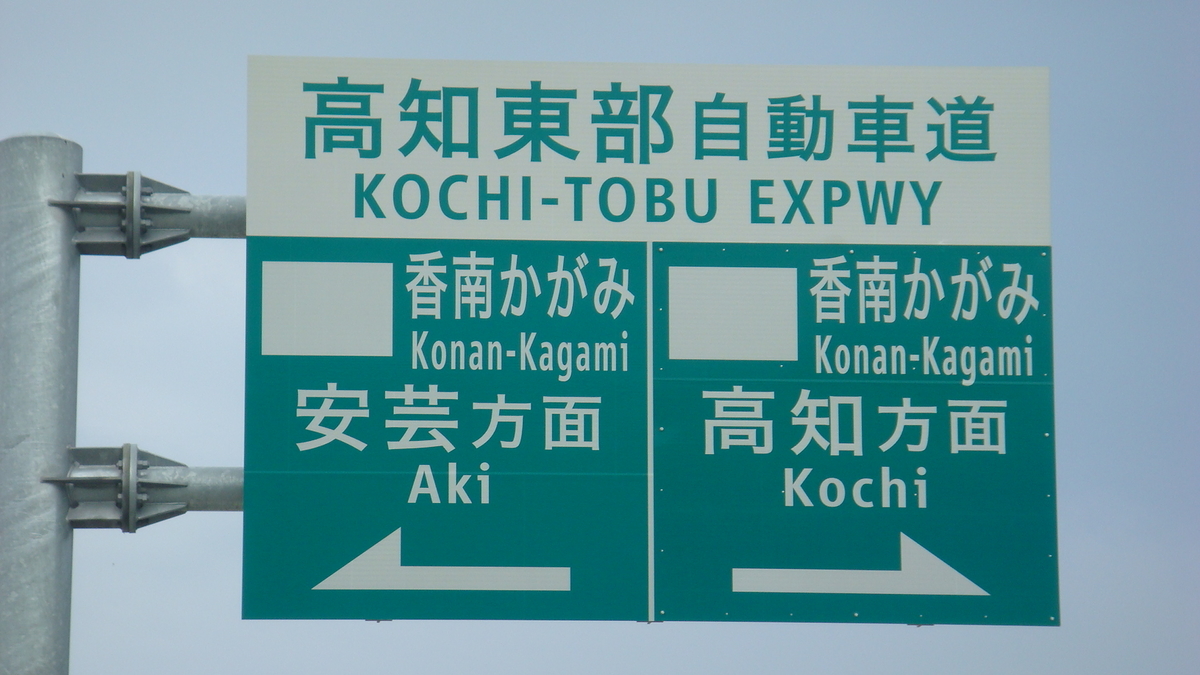 高知東部自動車道
KOCHI-TOBU EXPWY
香南かがみ
Konan-Kagami
安芸方面
Aki
香南かがみ
Konan-Kagami
高知方面
Kochi